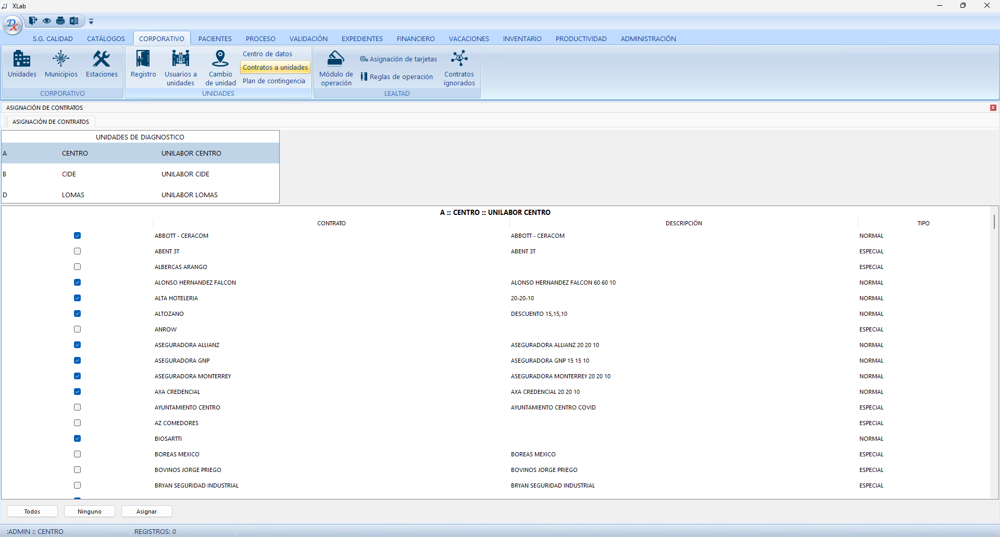 XLab
S.G. CALIDAD CATÁLOGOS CORPORATIVO PACIENTES PROCESO VALIDACIÓN EXPEDIENTES FINANCIERO VACACIONES INVENTARIO PRODUCTIVIDAD ADMINISTRACIÓN
Unidades Municipios Estaciones
CORPORATIVO
Registro Usuarios a unidades Cambio de unidad
Centro de datos
Contratos a unidades
Plan de contingencia
UNIDADES
Módulo de operación
Asignación de tarjetas
Reglas de operación
Contratos ignorados
LEALTAD
ASIGNACIÓN DE CONTRATOS
ASIGNACIÓN DE CONTRATOS
UNIDADES DE DIAGNOSTICO
A CENTRO UNILABOR CENTRO
B CIDE UNILABOR CIDE
D LOMAS UNILABOR LOMAS
A :: CENTRO :: UNILABOR CENTRO
CONTRATO DESCRIPCIÓN TIPO
ABBOTT - CERACOM ABBOTT - CERACOM NORMAL
ABENT 3T ABENT 3T ESPECIAL
ALBERCAS ARANGO ESPECIAL
ALONSO HERNANDEZ FALCON ALONSO HERNANDEZ FALCON 60 60 10 NORMAL
ALTA HOTELERIA 20-20-10 NORMAL
ALTOZANO DESCUENTO 15,15,10 NORMAL
ANROW ESPECIAL
ASEGURADORA ALLIANZ ASEGURADORA ALLIANZ 20 20 10 NORMAL
ASEGURADORA GNP ASEGURADORA GNP 15 15 10 NORMAL
ASEGURADORA MONTERREY ASEGURADORA MONTERREY 20 20 10 NORMAL
AXA CREDENCIAL AXA CREDENCIAL 20 20 10 NORMAL
AYUNTAMIENTO CENTRO AYUNTAMIENTO CENTRO COVID ESPECIAL
AZ COMEDORES ESPECIAL
BIOSARTTI NORMAL
BOREAS MEXICO BOREAS MEXICO ESPECIAL
BOVINOS JORGE PRIEGO BOVINOS JORGE PRIEGO ESPECIAL
BRYAN SEGURIDAD INDUSTRIAL BRYAN SEGURIDAD INDUSTRIAL ESPECIAL
Todos Ninguno Asignar
:ADMIN :: CENTRO REGISTROS: 0